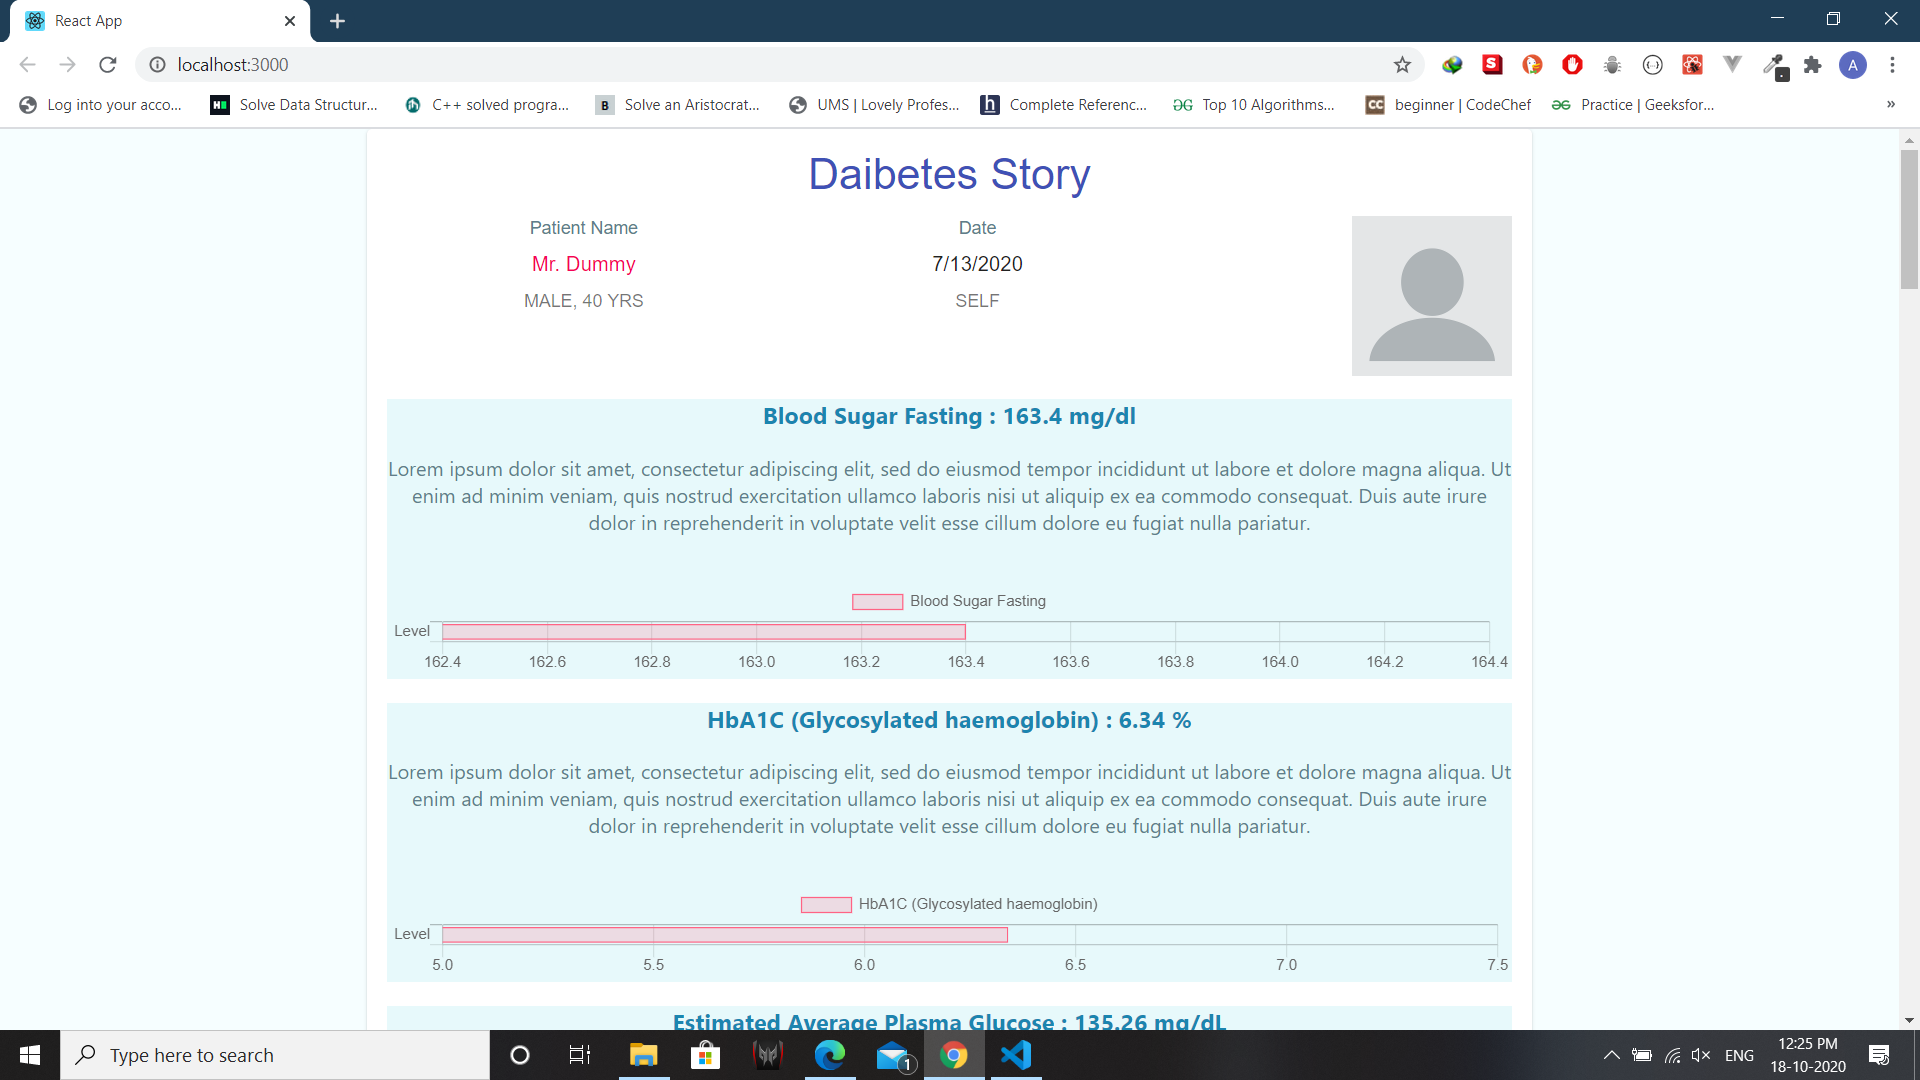 React App
localhost:3000
A
Log into your acco...
Solve Data Structur...
C++ solved progra...
B
Solve an Aristocrat...
UMS | Lovely Profes...
h
Complete Referenc...
Top 10 Algorithms...
CC
beginner | CodeChef
Practice | Geeksfor...
»
Daibetes Story
Patient Name
Date
Mr. Dummy
7/13/2020
MALE, 40 YRS
SELF
Blood Sugar Fasting : 163.4 mg/dl
Lorem ipsum dolor sit amet, consectetur adipiscing elit, sed do eiusmod tempor incididunt ut labore et dolore magna aliqua. Ut
enim ad minim veniam, quis nostrud exercitation ullamco laboris nisi ut aliquip ex ea commodo consequat. Duis aute irure
dolor in reprehenderit in voluptate velit esse cillum dolore eu fugiat nulla pariatur.
Blood Sugar Fasting
Level
162.4 162.6 162.8 163.0 163.2 163.4 163.6 163.8 164.0 164.2 164.4
HbA1C (Glycosylated haemoglobin) : 6.34 %
Lorem ipsum dolor sit amet, consectetur adipiscing elit, sed do eiusmod tempor incididunt ut labore et dolore magna aliqua. Ut
enim ad minim veniam, quis nostrud exercitation ullamco laboris nisi ut aliquip ex ea commodo consequat. Duis aute irure
dolor in reprehenderit in voluptate velit esse cillum dolore eu fugiat nulla pariatur.
HbA1C (Glycosylated haemoglobin)
Level
5.0 5.5 6.0 6.5 7.0 7.5
Estimated Average Plasma Glucose : 135.26 mg/dL
Type here to search
1
ENG
12:25 PM
18-10-2020